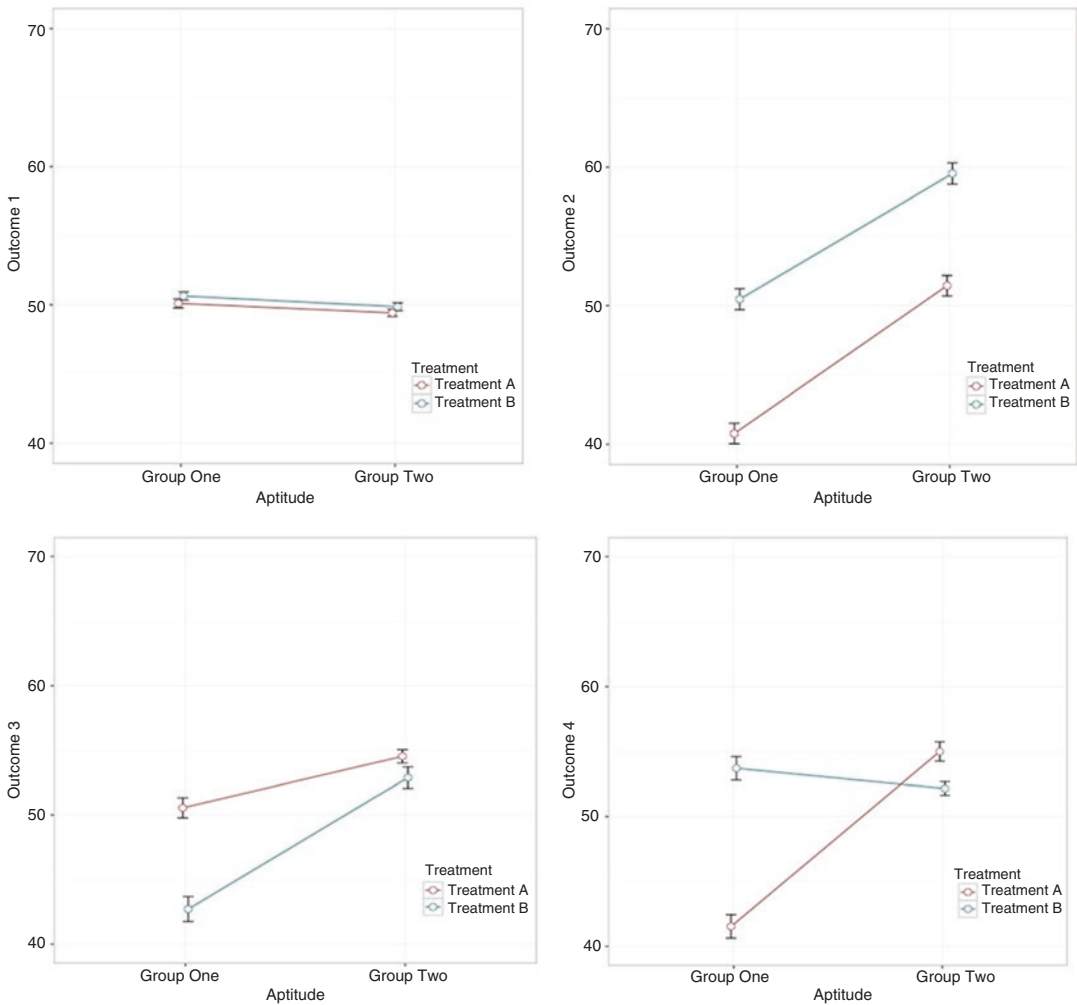 70
60
50
40
Outcome 1
Treatment
Treatment A
Treatment B
Group One
Group Two
Aptitude
70
60
50
40
Outcome 2
Treatment
Treatment A
Treatment B
Group One
Group Two
Aptitude
70
60
50
40
Outcome 3
Treatment
Treatment A
Treatment B
Group One
Group Two
Aptitude
70
60
50
40
Outcome 4
Treatment
Treatment A
Treatment B
Group One
Group Two
Aptitude